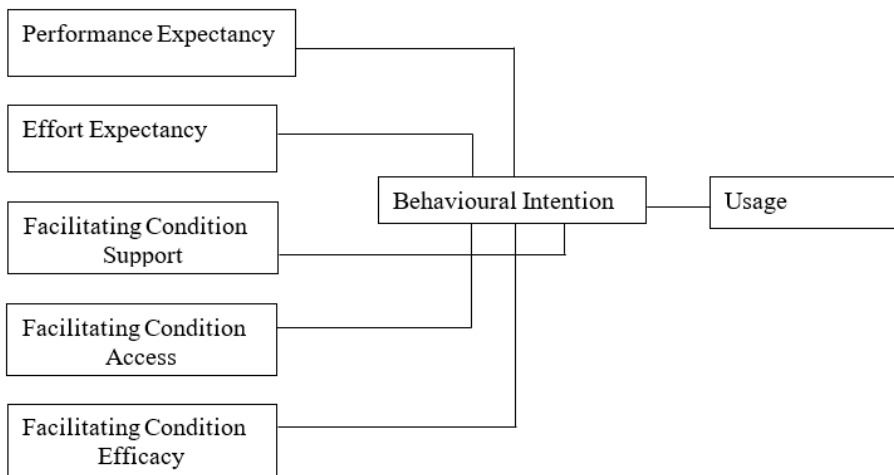 Performance Expectancy
Effort Expectancy
Facilitating Condition
Support
Facilitating Condition
Access
Facilitating Condition
Efficacy
Behavioural Intention
Usage